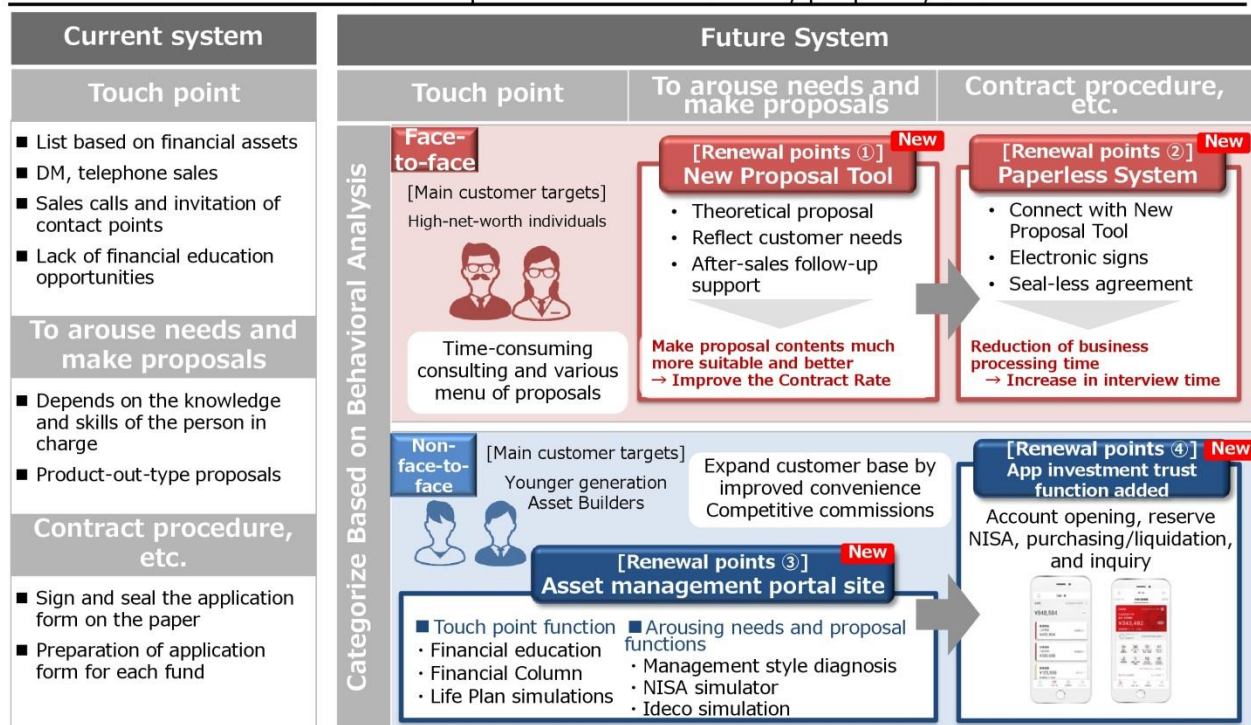 Current system
Touch point
■ List based on financial assets
■ DM, telephone sales
■ Sales calls and invitation of
contact points
■ Lack of financial education
opportunities
To arouse needs and
make proposals
■ Depends on the knowledge
and skills of the person in
charge
■ Product-out-type proposals
Contract procedure,
etc.
■ Sign and seal the application
form on the paper
■ Preparation of application
form for each fund
Future System
Touch point
To arouse needs and
make proposals
Contract procedure,
etc.
Categorize Based on Behavioral Analysis
Face-
to-face
[Main customer targets]
High-net-worth individuals
Time-consuming
consulting and various
menu of proposals
New
[Renewal points ①]
New Proposal Tool
• Theoretical proposal
• Reflect customer needs
• After-sales follow-up
support
Make proposal contents much
more suitable and better
→ Improve the Contract Rate
New
[Renewal points ②]
Paperless System
• Connect with New
Proposal Tool
• Electronic signs
• Seal-less agreement
Reduction of business
processing time
→ Increase in interview time
Non-
face-to-
face
[Main customer targets]
Younger generation
Asset Builders
Expand customer base by
improved convenience
Competitive commissions
New
[Renewal points ③]
Asset management portal site
■Touch point function
・Financial education
・Financial Column
・Life Plan simulations
■Arousing needs and proposal
functions
・Management style diagnosis
・NISA simulator
・Ideco simulation
New
[Renewal points ④]
App investment trust
function added
Account opening, reserve
NISA, purchasing/liquidation,
and inquiry